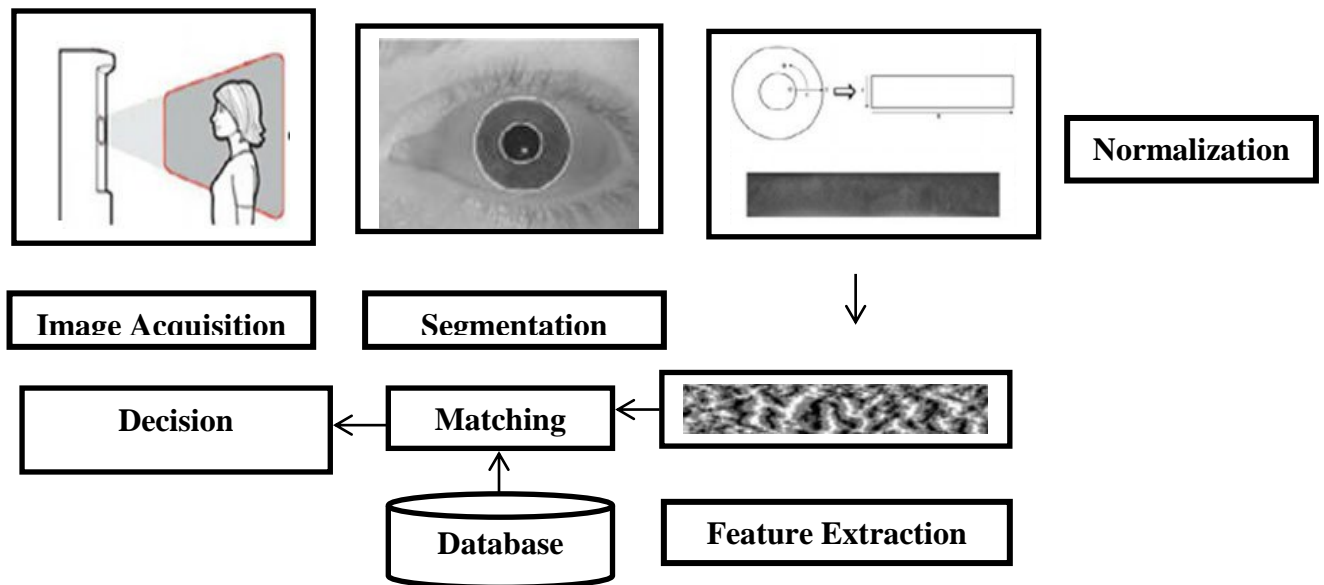 Normalization
Image Acquisition
Segmentation
Decision
Matching
Database
Feature Extraction